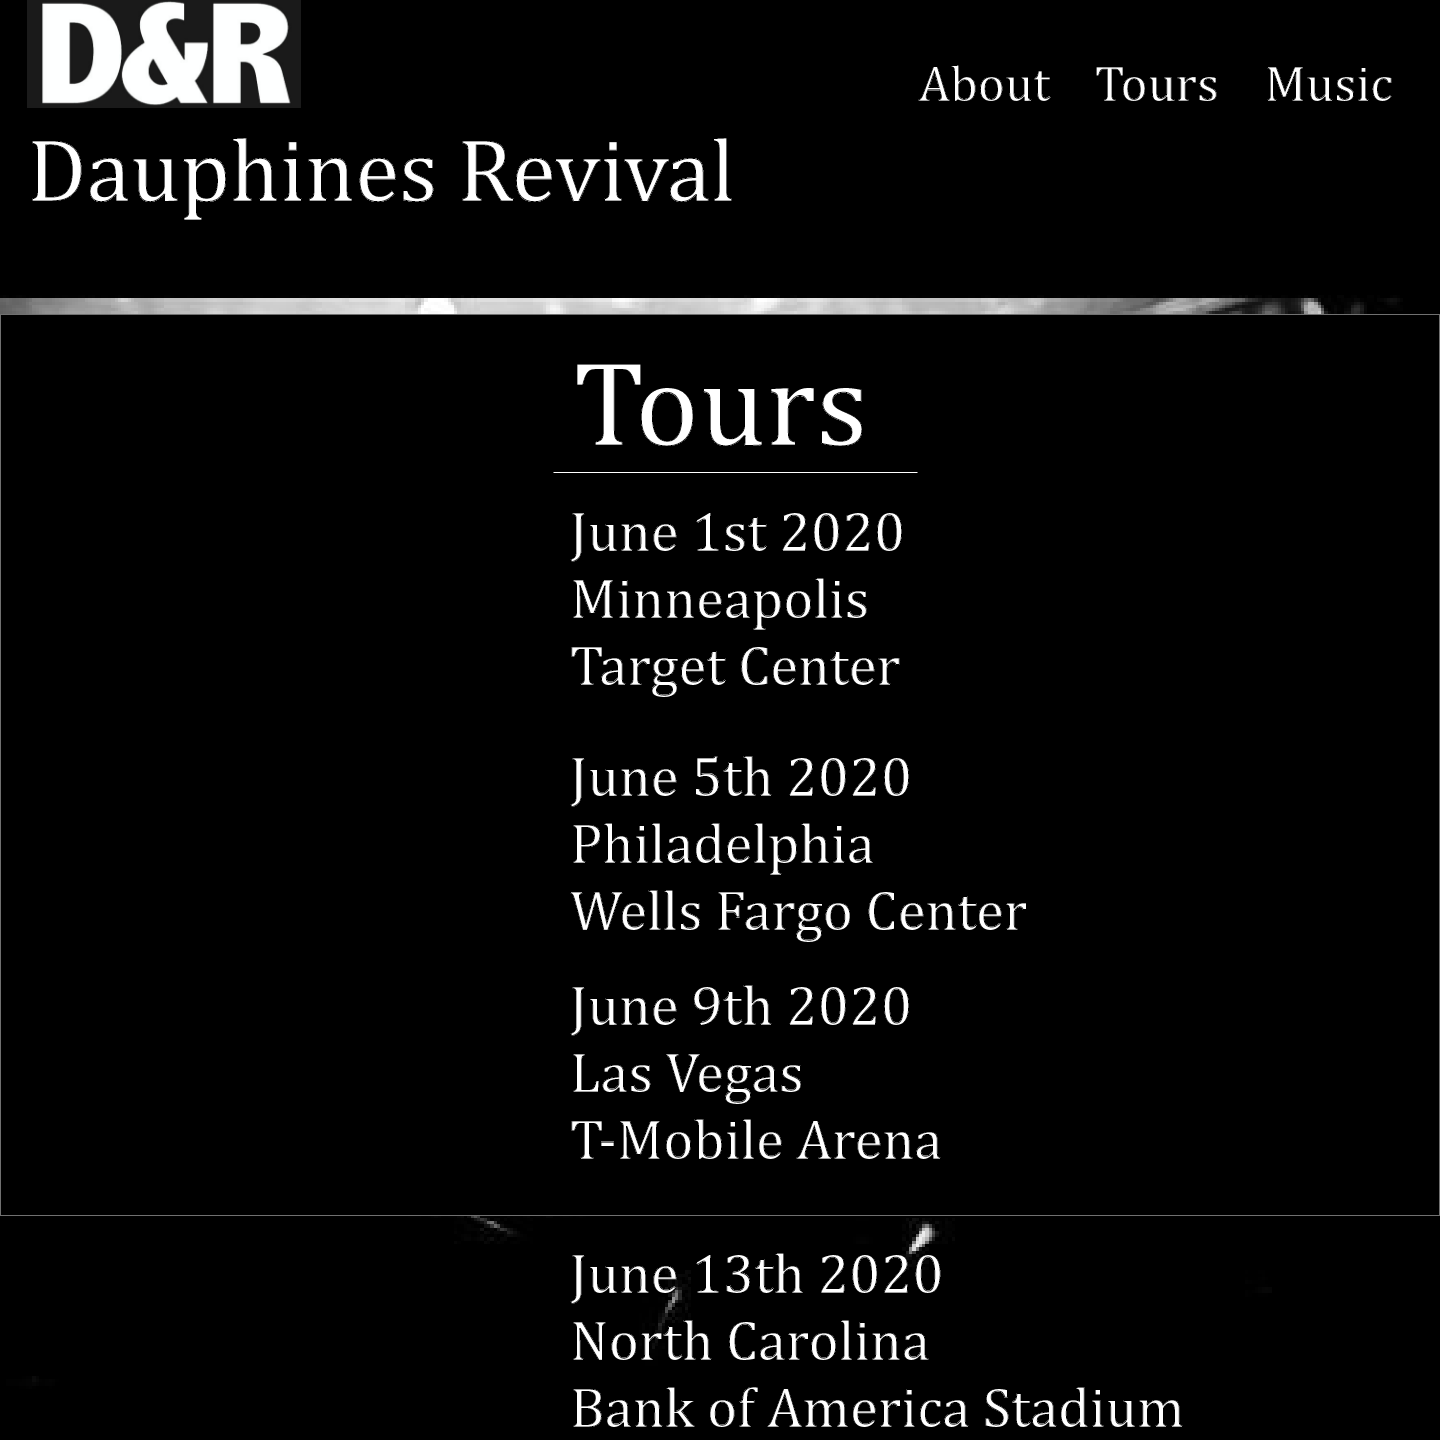 D&R
About Tours Music
Dauphines Revival
Tours
June 1st 2020
Minneapolis
Target Center
June 5th 2020
Philadelphia
Wells Fargo Center
June 9th 2020
Las Vegas
T-Mobile Arena
June 13th 2020
North Carolina
Bank of America Stadium